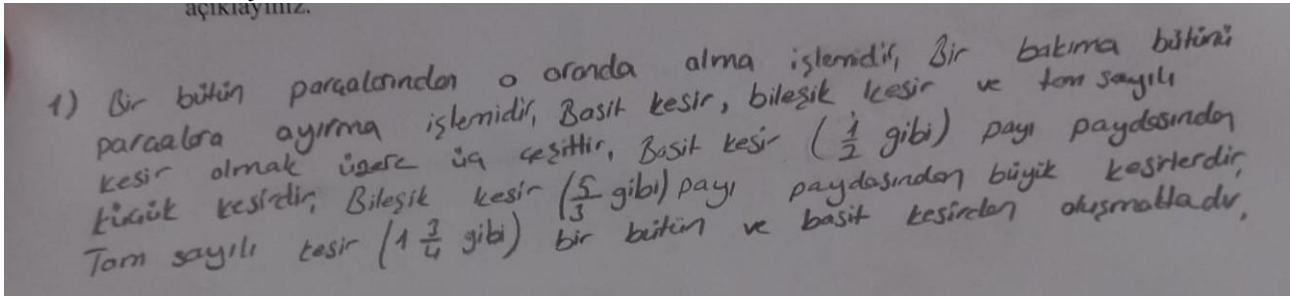 açıklayınız.
1) Bir bütün parçalarından o oranda alma işlemidir, Bir bakıma bütünü
parçalara ayırma işlemidir, Basit kesir, bileşik kesir ve tam sayılı
kesir olmak üzere üç çeşittir, Basit kesir (1/2 gibi) payı paydasından
küçük kesirdir, Bileşik kesir (5/3 gibi) payı paydasından büyük kesirlerdir,
Tam sayılı kesir (1 3/4 gibi) bir bütün ve basit kesirden oluşmaktadır,